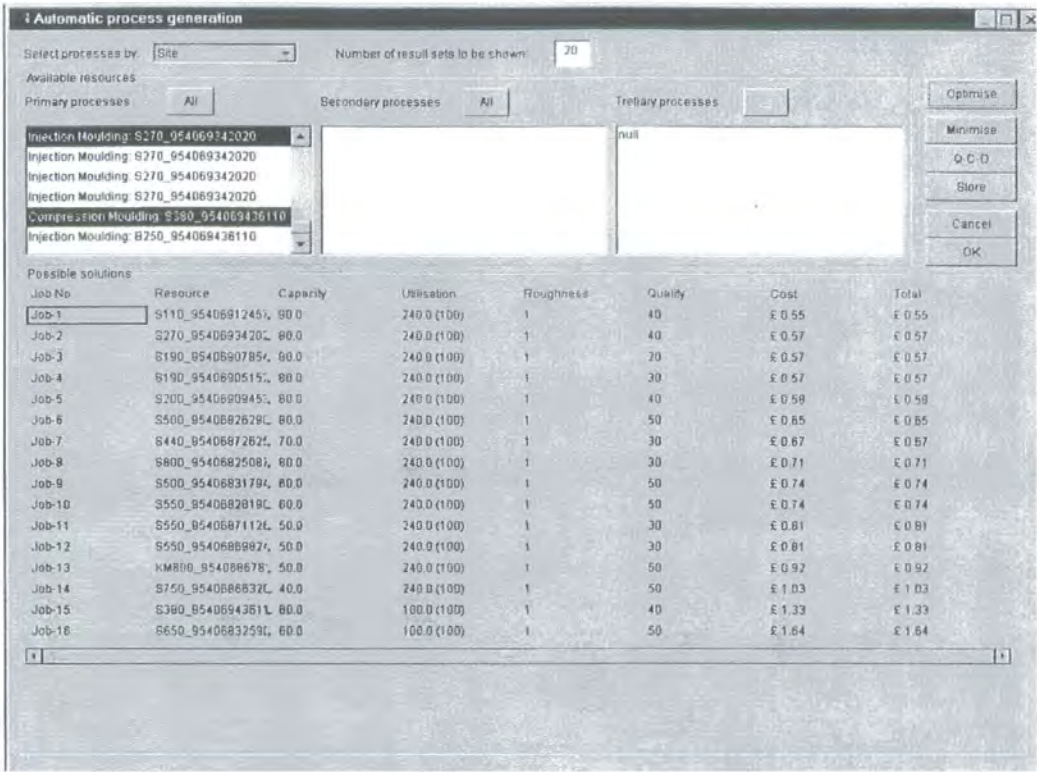 Automatic process generation
Select processes by: Site Number of result sets to be shown: 20
Available resources
Primary processes All Secondary processes All Tretiary processes
Injection Moulding: S270_954069342020
Injection Moulding: S270_954069342020
Injection Moulding: S270_954069342020
Injection Moulding: S270_954069342020
Compression Moulding: S380_954069436110
Injection Moulding: B250_954069436110
null
Optimise
Minimise
Q-C-D
Store
Cancel
OK
Possible solutions
Job No Resource Capacity Utilisation Roughness Quality Cost Total
Job-1 90.0 240.0 (100) 1 40 £ 0.55 £ 0.55
Job-2 80.0 240.0 (100) 1 40 £ 0.57 £ 0.57
Job-3 80.0 240.0 (100) 1 20 £ 0.57 £ 0.57
Job-4 80.0 240.0 (100) 1 30 £ 0.57 £ 0.57
Job-5 80.0 240.0 (100) 1 40 £ 0.58 £ 0.58
Job-6 80.0 240.0 (100) 1 50 £ 0.65 £ 0.65
Job-7 70.0 240.0 (100) 1 30 £ 0.67 £ 0.67
Job-8 240.0 (100) 1 30 £ 0.71 £ 0.71
Job-9 60.0 240.0 (100) 1 50 £ 0.74 £ 0.74
Job-10 60.0 240.0 (100) 1 50 £ 0.74 £ 0.74
Job-11 50.0 240.0 (100) 1 30 £ 0.81 £ 0.81
Job-12 50.0 240.0 (100) 1 30 £ 0.81 £ 0.81
Job-13 50.0 240.0 (100) 1 50 £ 0.92 £ 0.92
Job-14 40.0 240.0 (100) 1 50 £ 1.03 £ 1.03
Job-15 80.0 100.0 (100) 1 40 £ 1.33 £ 1.33
Job-16 60.0 100.0 (100) 1 50 £ 1.64 £ 1.64